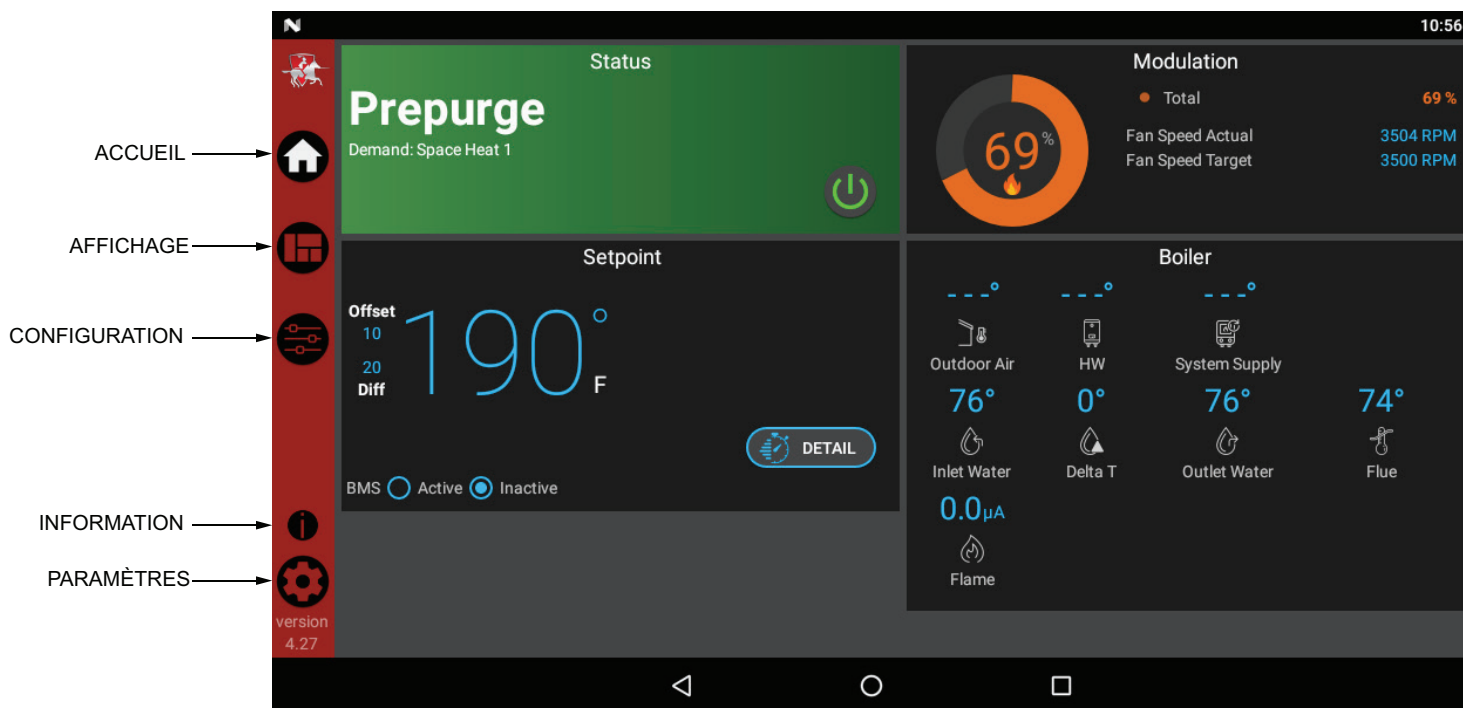 10:56
ACCUEIL
AFFICHAGE
CONFIGURATION
INFORMATION
PARAMÈTRES
version
4.27
Status
Prepurge
Demand: Space Heat 1
Modulation
69%
Total 69 %
Fan Speed Actual 3504 RPM
Fan Speed Target 3500 RPM
Setpoint
Offset
10
20
Diff
190° F
DETAIL
BMS Active Inactive
Boiler
- - -° - - -° - - -°
Outdoor Air HW System Supply
76° 0° 76° 74°
Inlet Water Delta T Outlet Water Flue
0.0µA
Flame